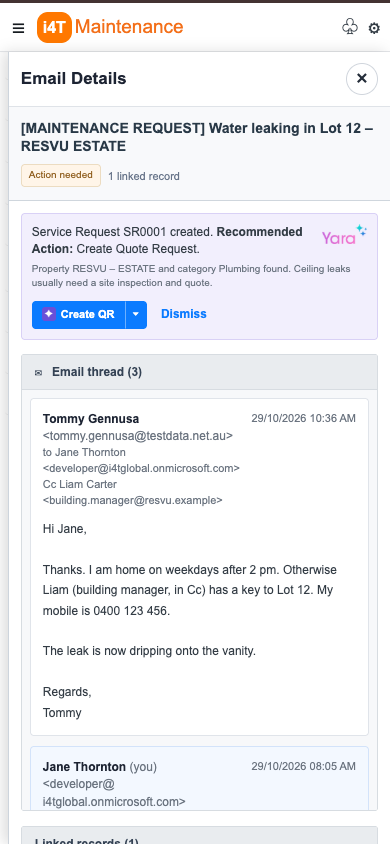 i4T Maintenance
Email Details
[MAINTENANCE REQUEST] Water leaking in Lot 12 –
RESVU ESTATE
Action needed
1 linked record
Service Request SR0001 created. Recommended
Action: Create Quote Request.
Yara
Property RESVU – ESTATE and category Plumbing found. Ceiling leaks
usually need a site inspection and quote.
Create QR
Dismiss
Email thread (3)
Tommy Gennusa
29/10/2026 10:36 AM
<tommy.gennusa@testdata.net.au>
to Jane Thornton
<developer@i4tglobal.onmicrosoft.com>
Cc Liam Carter
<building.manager@resvu.example>
Hi Jane,
Thanks. I am home on weekdays after 2 pm. Otherwise
Liam (building manager, in Cc) has a key to Lot 12. My
mobile is 0400 123 456.
The leak is now dripping onto the vanity.
Regards,
Tommy
Jane Thornton (you)
29/10/2026 08:05 AM
<developer@
i4tglobal.onmicrosoft.com>
Linked records (1)